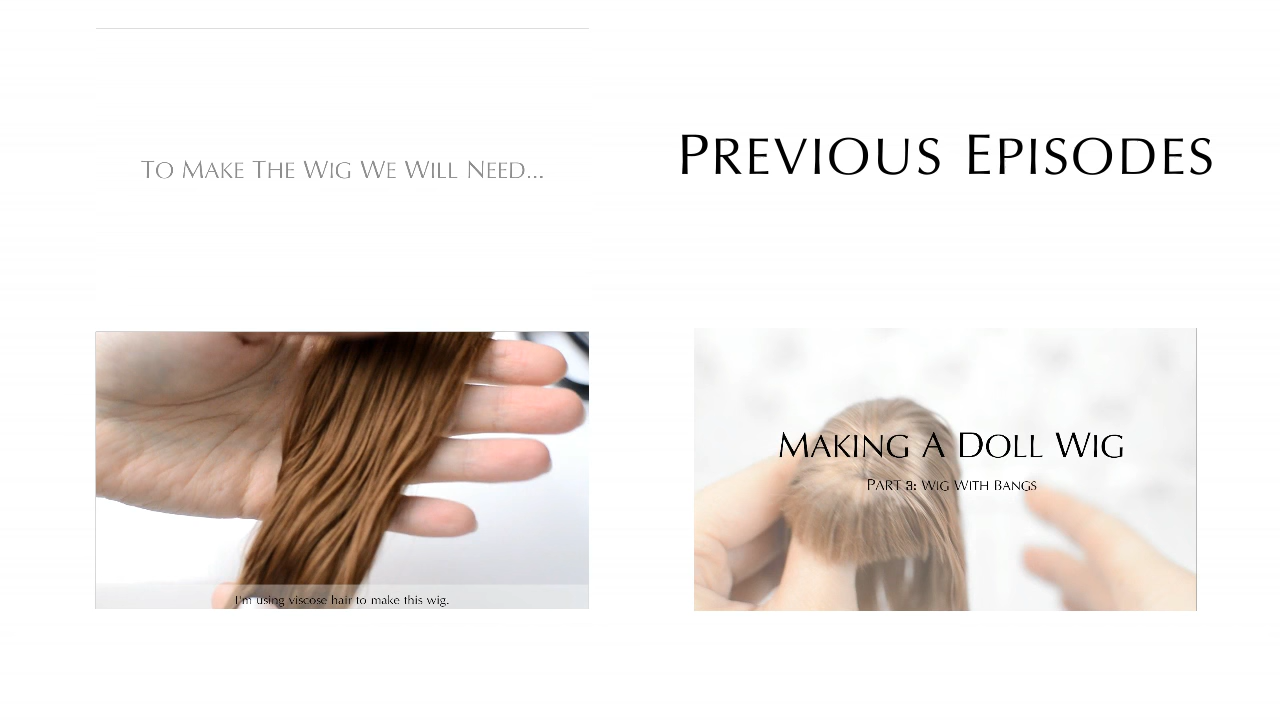 To Make The Wig We Will Need...
Previous Episodes
Making A Doll Wig
Part 3: Wig With Bangs
I'm using viscose hair to make this wig.